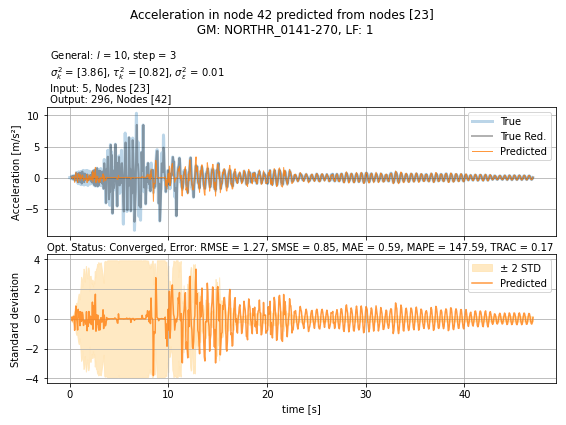 Acceleration in node 42 predicted from nodes [23]
GM: NORTHR_0141-270, LF: 1
General: l = 10, step = 3
σ²ₖ = [3.86], τ²ₖ = [0.82], σ²ε = 0.01
Input: 5, Nodes [23]
Output: 296, Nodes [42]
Acceleration [m/s²]
10
5
0
−5
True
True Red.
Predicted
Opt. Status: Converged, Error: RMSE = 1.27, SMSE = 0.85, MAE = 0.59, MAPE = 147.59, TRAC = 0.17
Standard deviation
4
2
0
−2
−4
± 2 STD
Predicted
0 10 20 30 40
time [s]